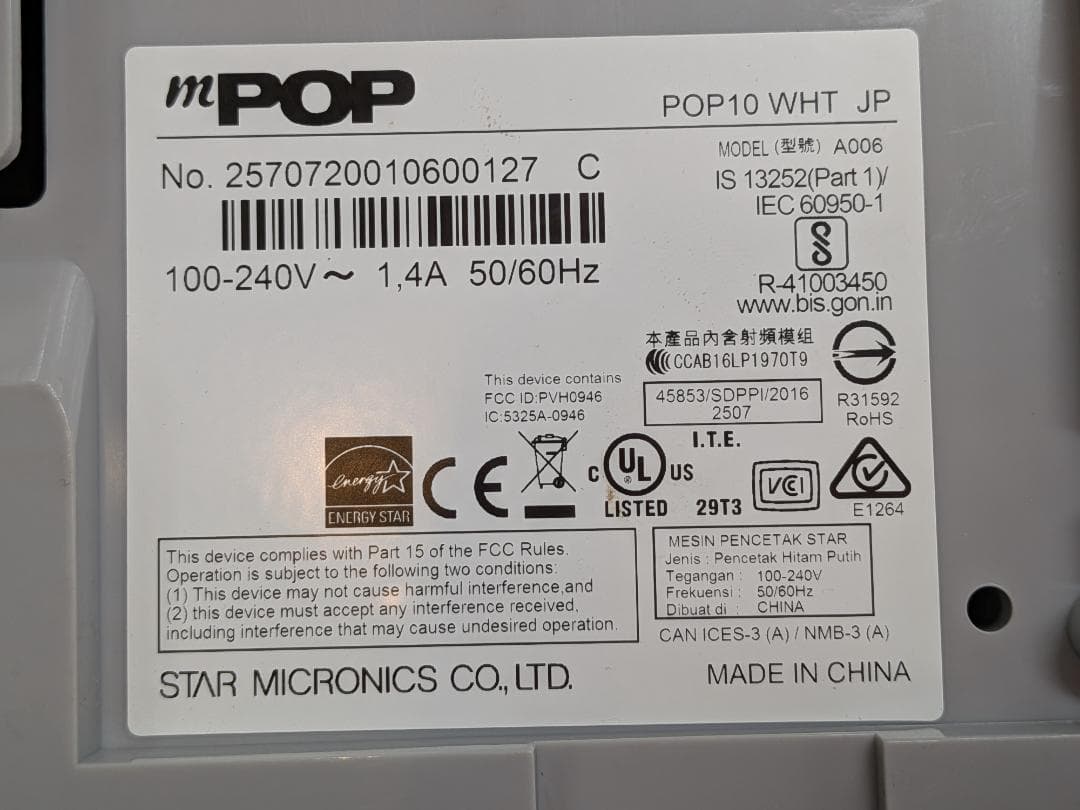 mPOP
POP10 WHT JP
No. 2570720010600127 C
MODEL (型號) A006
IS 13252(Part 1)/
IEC 60950-1
100-240V～ 1,4A 50/60Hz
R-41003450
www.bis.gon.in
本產品內含射頻模組
CCAB16LP1970T9
This device contains
FCC ID:PVH0946
IC:5325A-0946
45853/SDPPI/2016
2507
R31592
RoHS
I.T.E.
energy
ENERGY STAR
CE
C UL US
®
LISTED 29T3
VCCI
E1264
This device complies with Part 15 of the FCC Rules.
Operation is subject to the following two conditions:
(1) This device may not cause harmful interference,and
(2) this device must accept any interference received,
including interference that may cause undesired operation.
MESIN PENCETAK STAR
Jenis : Pencetak Hitam Putih
Tegangan : 100-240V
Frekuensi : 50/60Hz
Dibuat di : CHINA
CAN ICES-3 (A) / NMB-3 (A)
STAR MICRONICS CO., LTD.
MADE IN CHINA